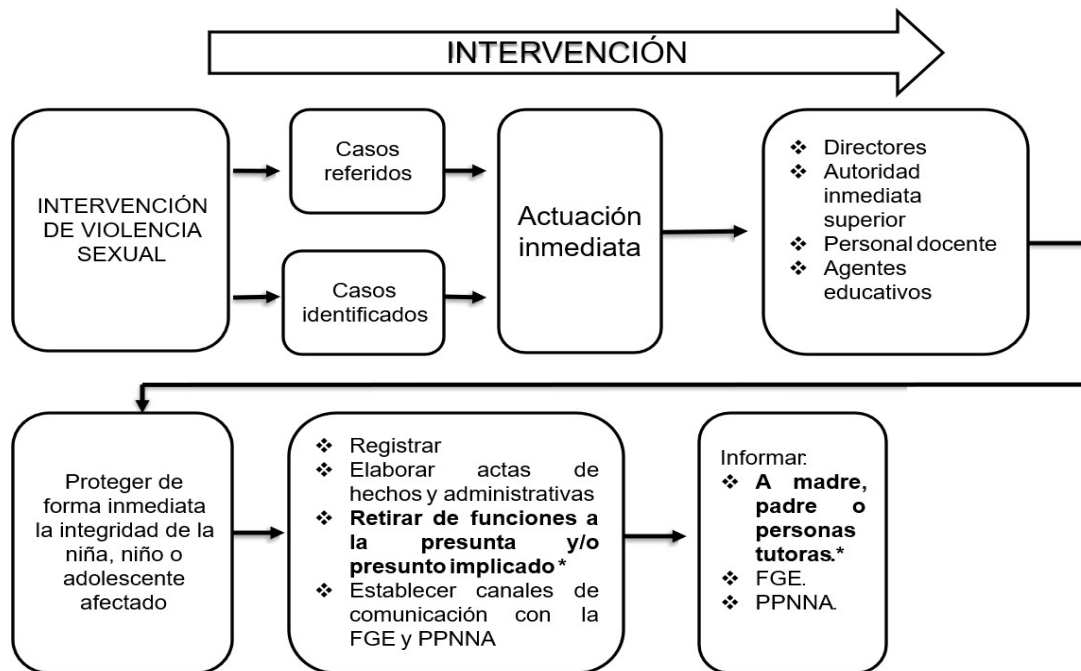 INTERVENCIÓN
INTERVENCIÓN
DE VIOLENCIA
SEXUAL
Casos
referidos
Casos
identificados
Actuación
inmediata
❖ Directores
❖ Autoridad
inmediata
superior
❖ Personal docente
❖ Agentes
educativos
Proteger de
forma inmediata
la integridad de la
niña, niño o
adolescente
afectado
❖ Registrar
❖ Elaborar actas de
hechos y administrativas
❖ Retirar de funciones a
la presunta y/o
presunto implicado *
❖ Establecer canales de
comunicación con la
FGE y PPNNA
Informar:
❖ A madre,
padre o
personas
tutoras.*
❖ FGE.
❖ PPNNA.